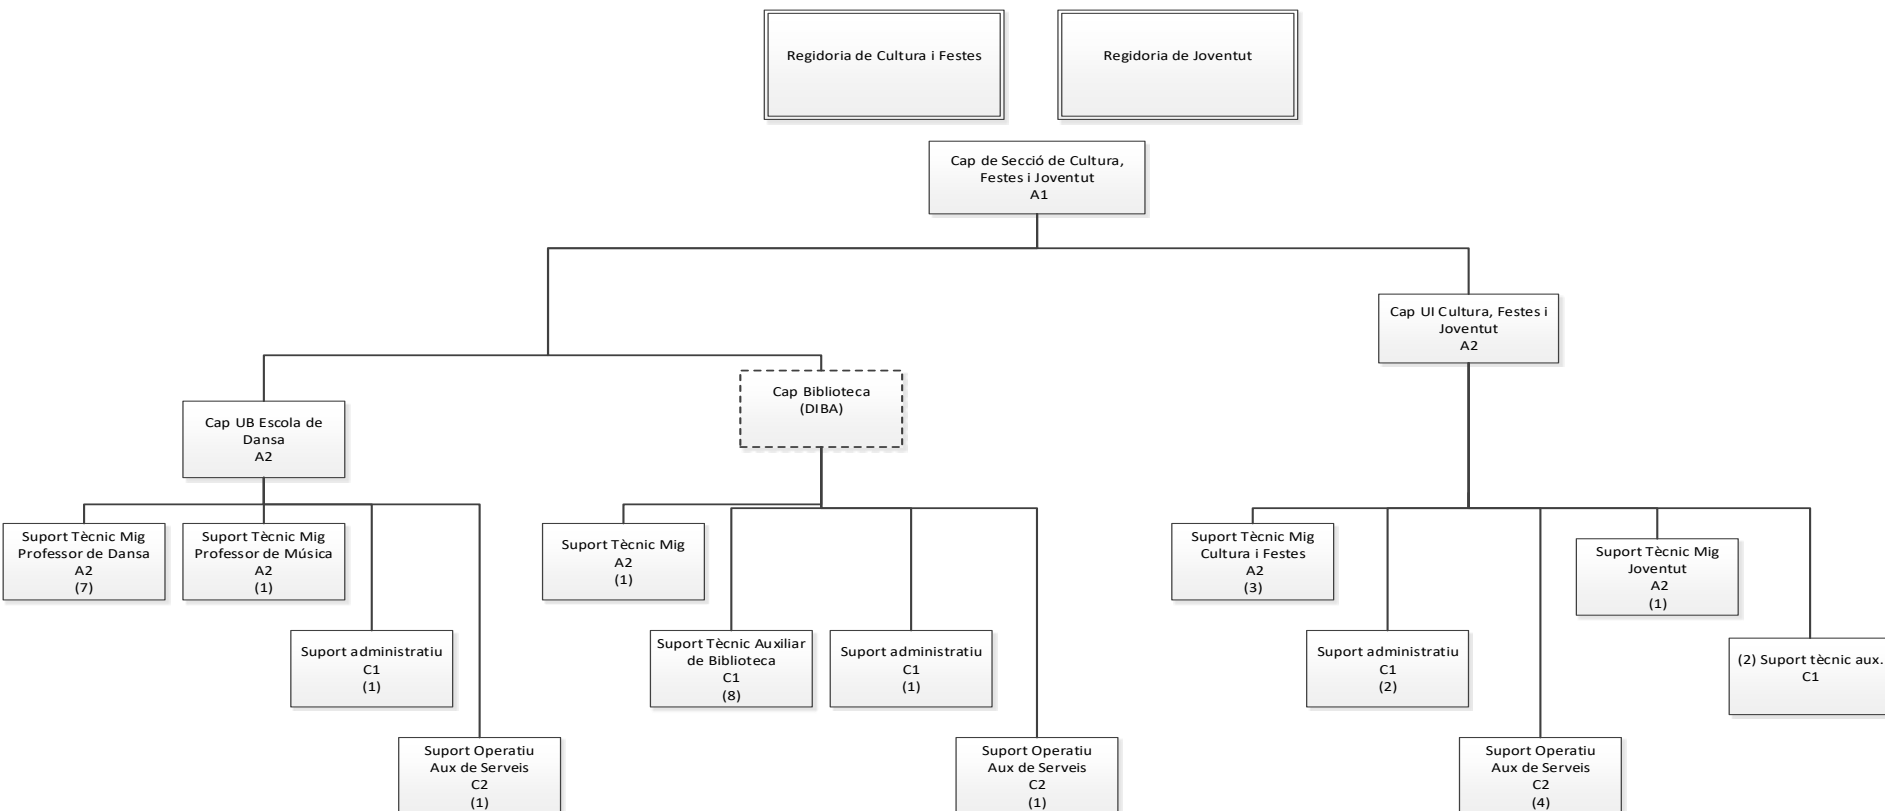 Regidoria de Cultura i Festes
Regidoria de Joventut
Cap de Secció de Cultura,
Festes i Joventut
A1
Cap UI Cultura, Festes i
Joventut
A2
Cap Biblioteca
(DIBA)
Cap UB Escola de
Dansa
A2
Suport Tècnic Mig
Professor de Dansa
A2
(7)
Suport Tècnic Mig
Professor de Música
A2
(1)
Suport Tècnic Mig
A2
(1)
Suport Tècnic Mig
Cultura i Festes
A2
(3)
Suport Tècnic Mig
Joventut
A2
(1)
Suport administratiu
C1
(1)
Suport Tècnic Auxiliar
de Biblioteca
C1
(8)
Suport administratiu
C1
(1)
Suport administratiu
C1
(2)
(2) Suport tècnic aux.
C1
Suport Operatiu
Aux de Serveis
C2
(1)
Suport Operatiu
Aux de Serveis
C2
(1)
Suport Operatiu
Aux de Serveis
C2
(4)